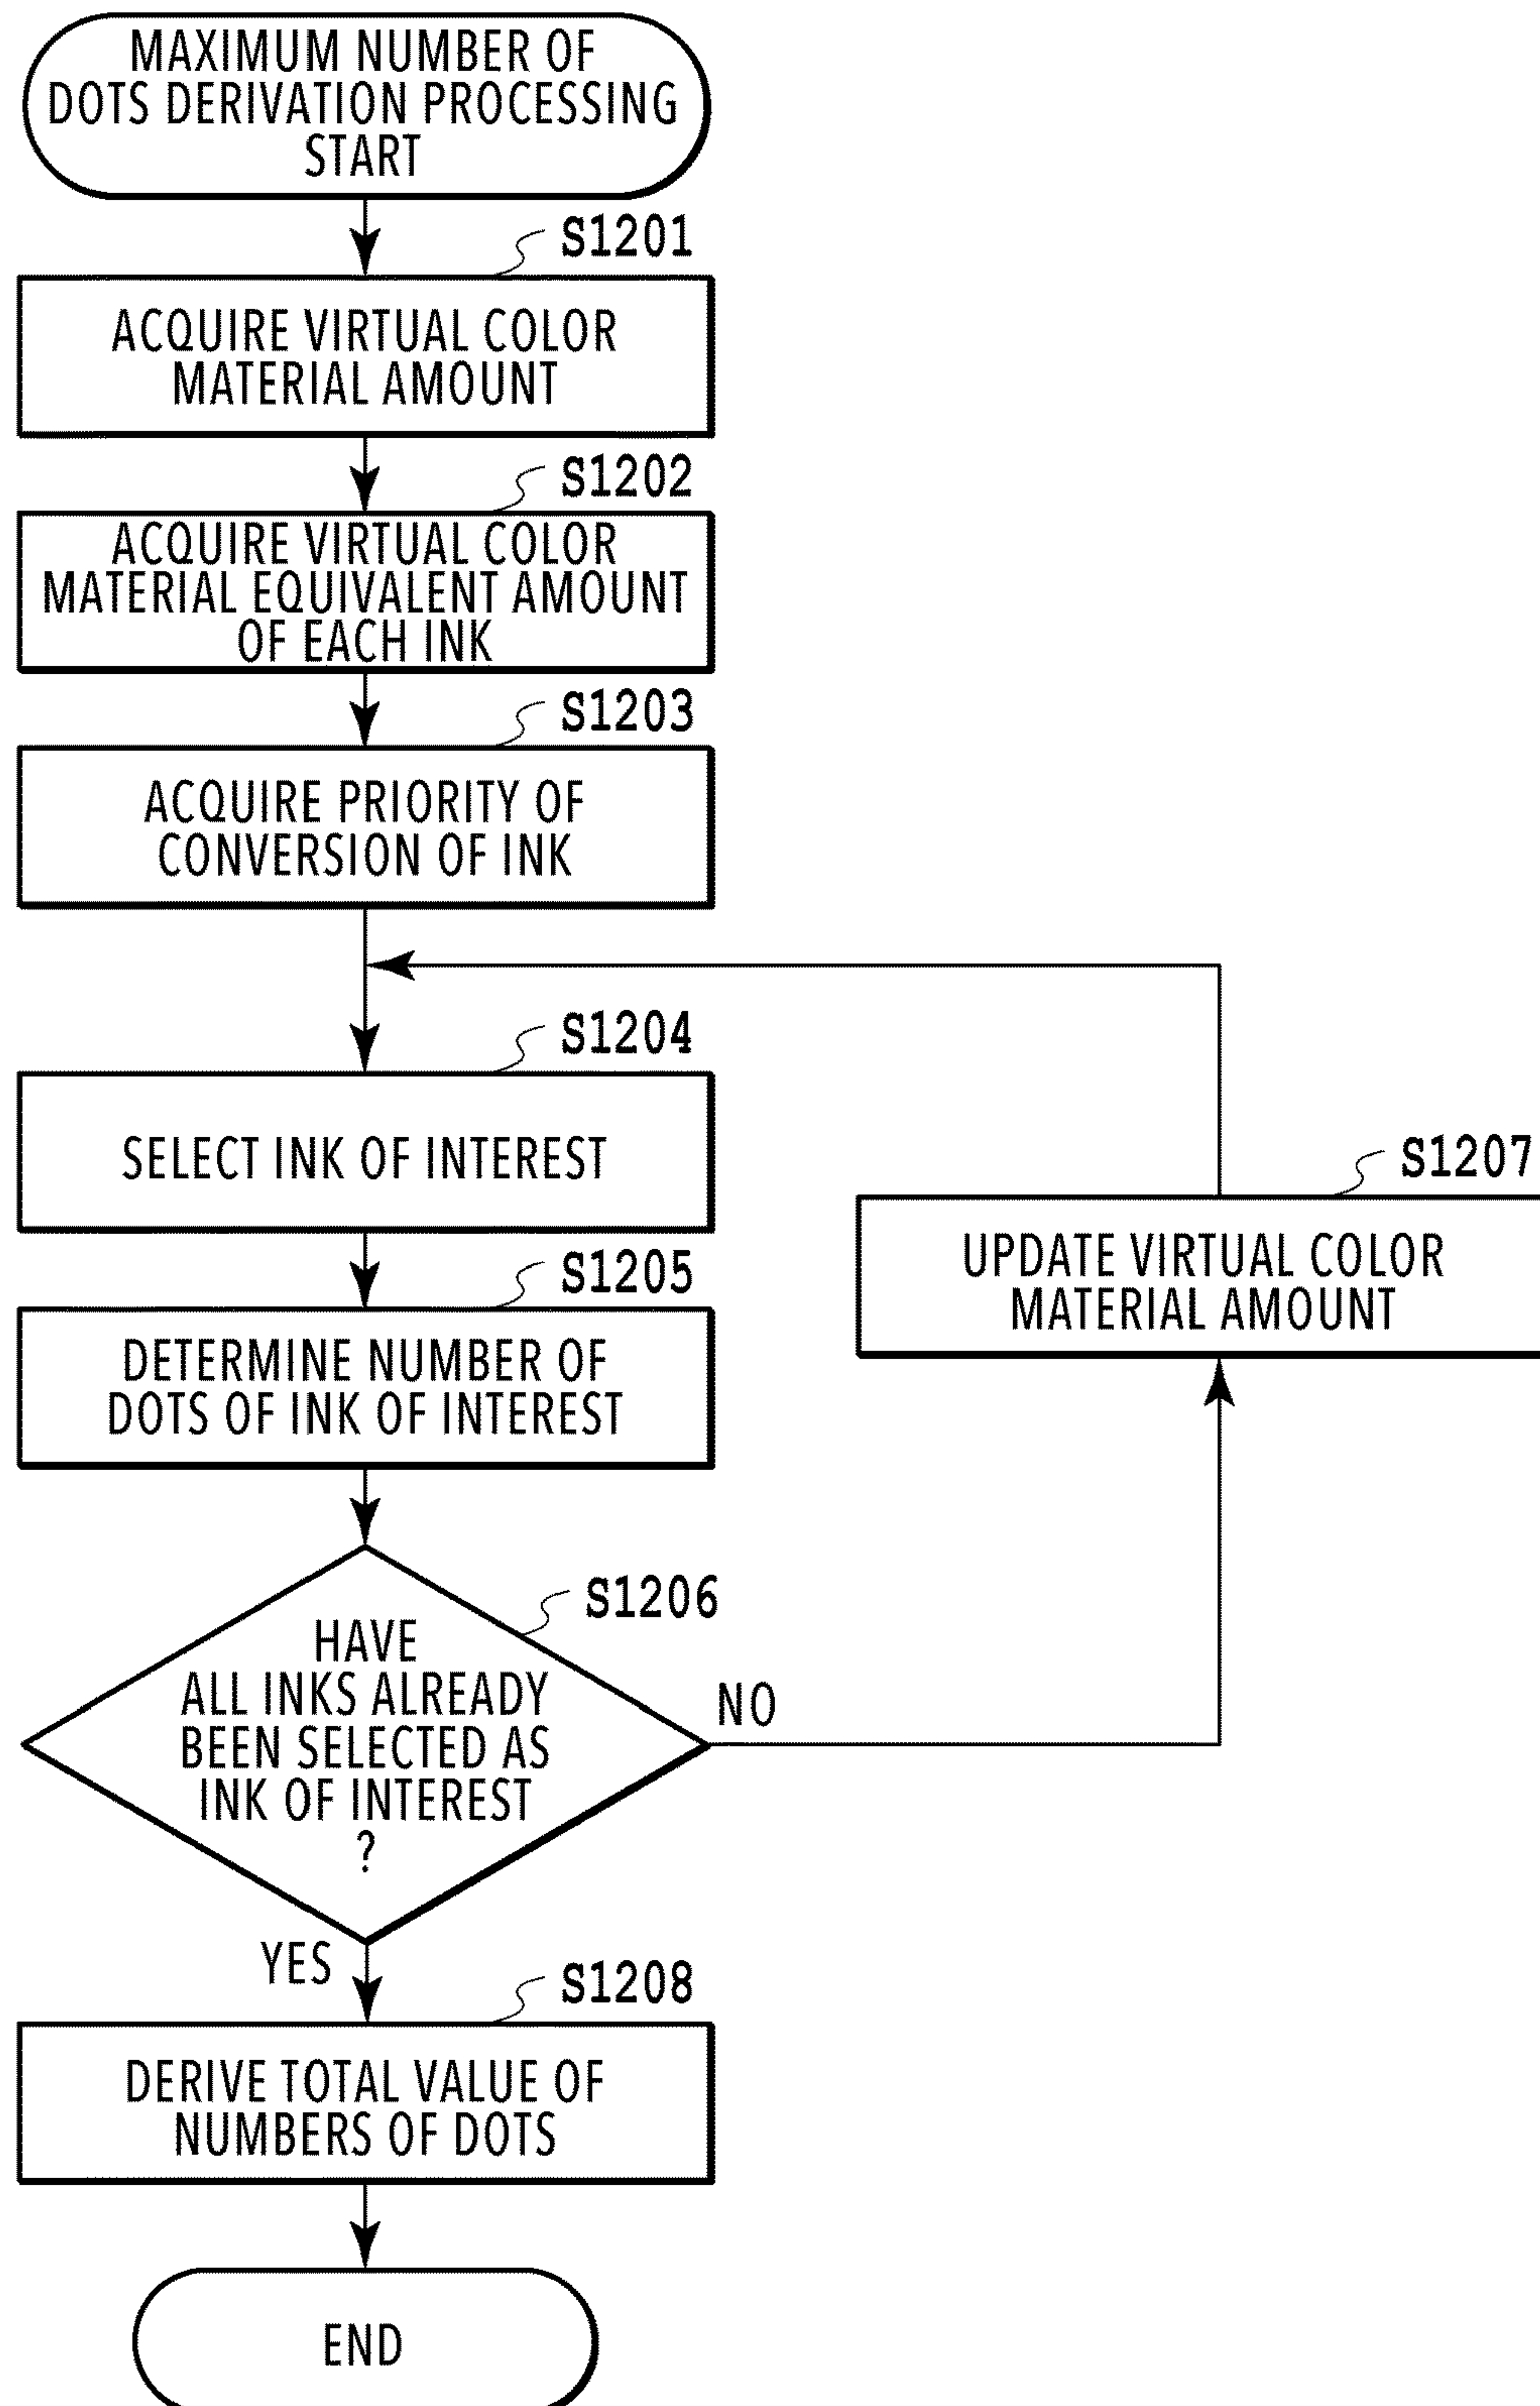 MAXIMUM NUMBER OF
DOTS DERIVATION PROCESSING
START
S1201
ACQUIRE VIRTUAL COLOR
MATERIAL AMOUNT
S1202
ACQUIRE VIRTUAL COLOR
MATERIAL EQUIVALENT AMOUNT
OF EACH INK
S1203
ACQUIRE PRIORITY OF
CONVERSION OF INK
S1204
SELECT INK OF INTEREST
S1205
DETERMINE NUMBER OF
DOTS OF INK OF INTEREST
S1206
HAVE
ALL INKS ALREADY
BEEN SELECTED AS
INK OF INTEREST
?
NO
S1207
UPDATE VIRTUAL COLOR
MATERIAL AMOUNT
YES
S1208
DERIVE TOTAL VALUE OF
NUMBERS OF DOTS
END